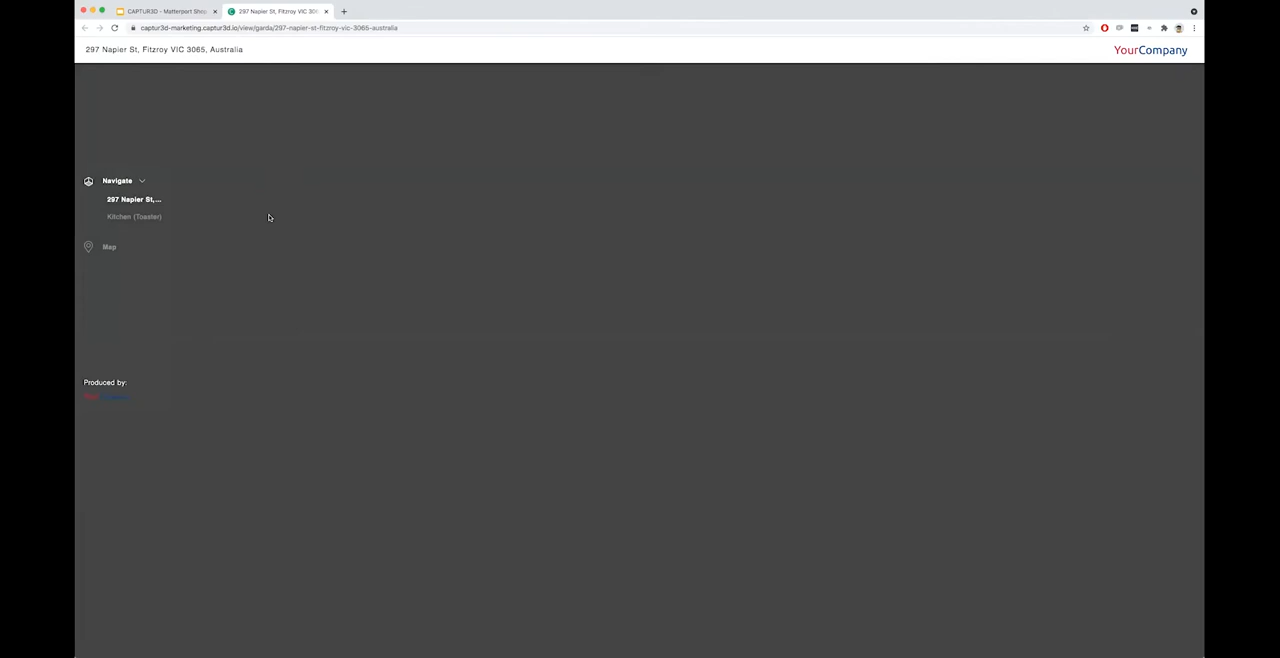 CAPTUR3D - Matterport Shop
297 Napier St, Fitzroy VIC 306
captur3d-marketing.captur3d.io/view/garda/297-napier-st-fitzroy-vic-3065-australia
297 Napier St, Fitzroy VIC 3065, Australia
YourCompany
Navigate
297 Napier St,...
Kitchen (Toaster)
Map
Produced by: